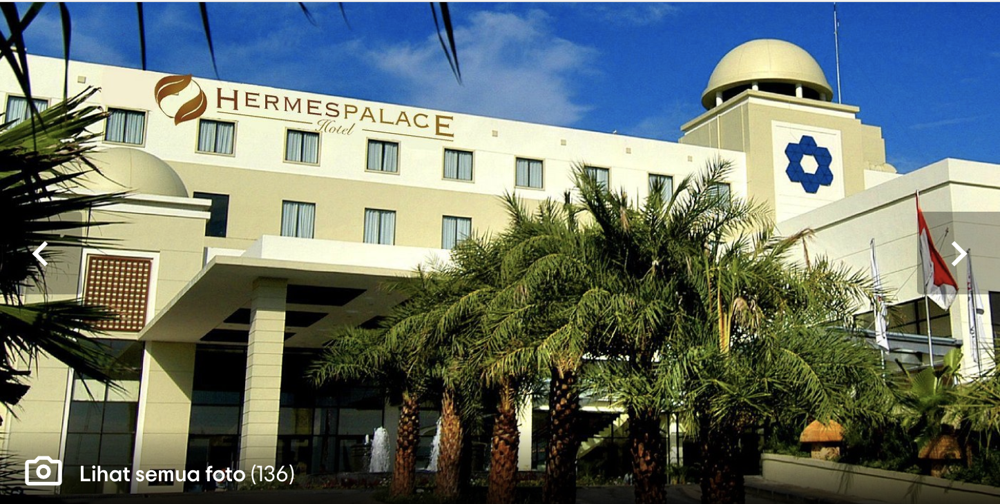 HERMESPALACE
Hotel
Lihat semua foto (136)